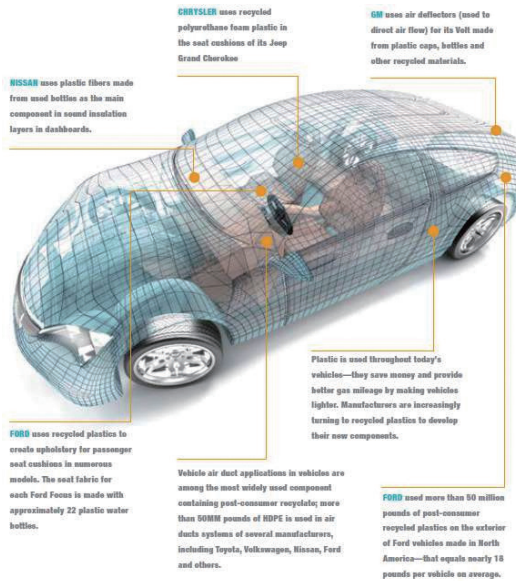 CHRYSLER uses recycled
polyurethane foam plastic in
the seat cushions of its Jeep
Grand Cherokee
GM uses air deflectors (used to
direct air flow) for its Volt made
from plastic caps, bottles and
other recycled materials.
NISSAN uses plastic fibers made
from used bottles as the main
component in sound insulation
layers in dashboards.
Plastic is used throughout today's
vehicles—they save money and provide
better gas mileage by making vehicles
lighter. Manufacturers are increasingly
turning to recycled plastics to develop
their new components.
FORD uses recycled plastics to
create upholstery for passenger
seat cushions in numerous
models. The seat fabric for
each Ford Focus is made with
approximately 22 plastic water
bottles.
Vehicle air duct applications in vehicles are
among the most widely used component
containing post-consumer recyclate; more
than 50MM pounds of HDPE is used in air
ducts systems of several manufacturers,
including Toyota, Volkswagen, Nissan, Ford
and others.
FORD used more than 50 million
pounds of post-consumer
recycled plastics on the exterior
of Ford vehicles made in North
America—that equals nearly 18
pounds per vehicle on average.